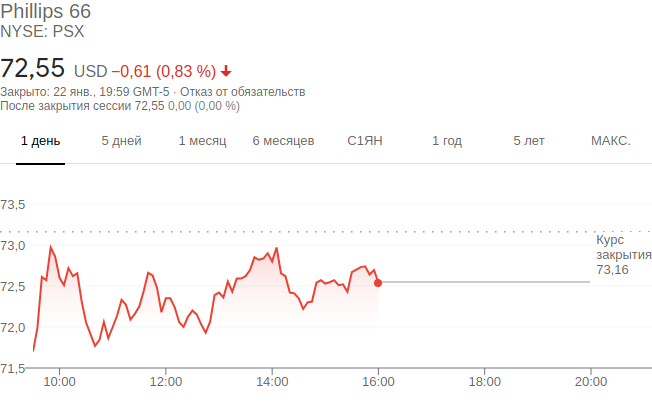 Phillips 66
NYSE: PSX
72,55 USD −0,61 (0,83 %)
Закрыто: 22 янв., 19:59 GMT-5 · Отказ от обязательств
После закрытия сессии 72,55 0,00 (0,00 %)
1 день 5 дней 1 месяц 6 месяцев С1ЯН 1 год 5 лет МАКС.
73,5
73,0
72,5
72,0
71,5
Курс
закрытия
73,16
10:00 12:00 14:00 16:00 18:00 20:00